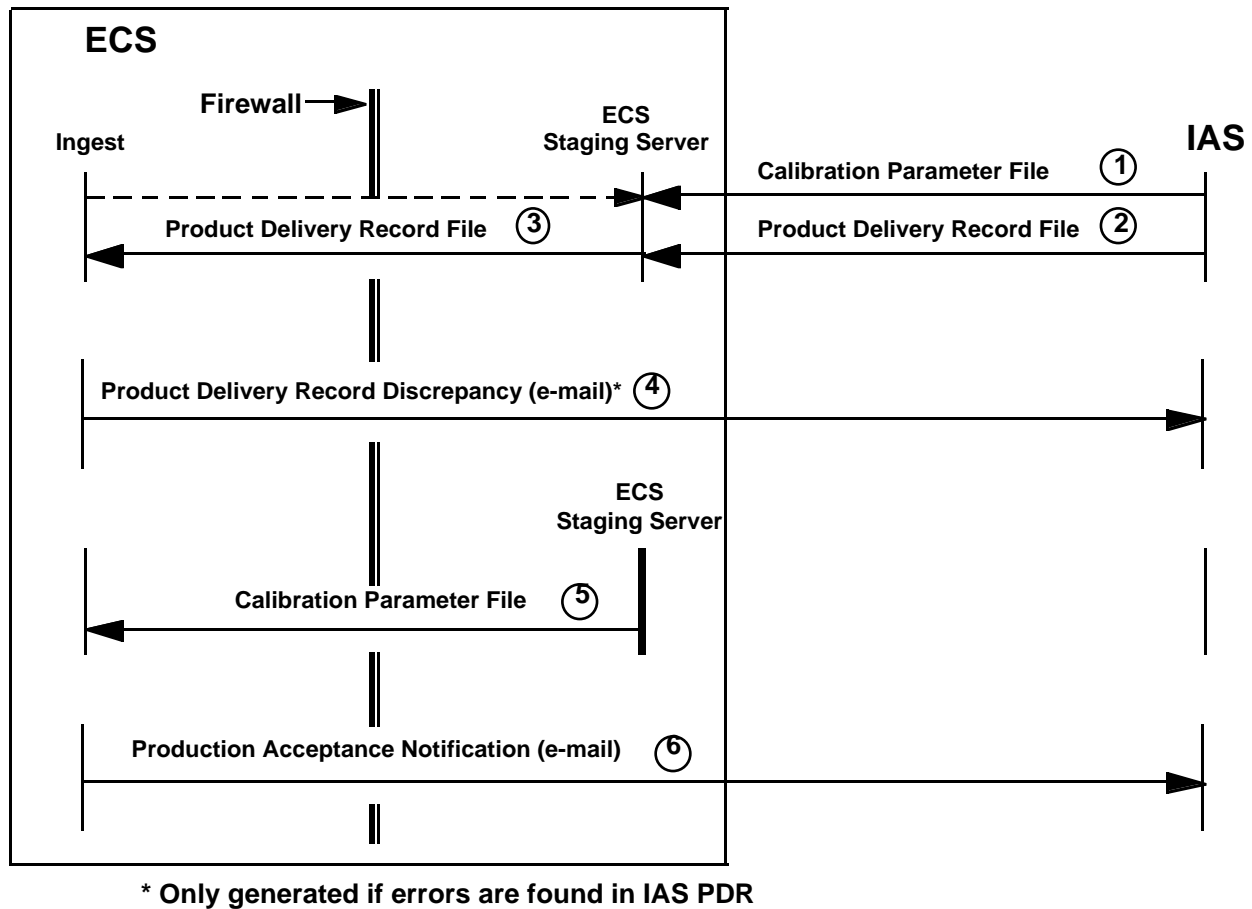 ECS
Firewall
ECS
Staging Server
Ingest
IAS
Calibration Parameter File 1
Product Delivery Record File 3
Product Delivery Record File 2
Product Delivery Record Discrepancy (e-mail)* 4
ECS
Staging Server
Calibration Parameter File 5
Production Acceptance Notification (e-mail) 6
* Only generated if errors are found in IAS PDR